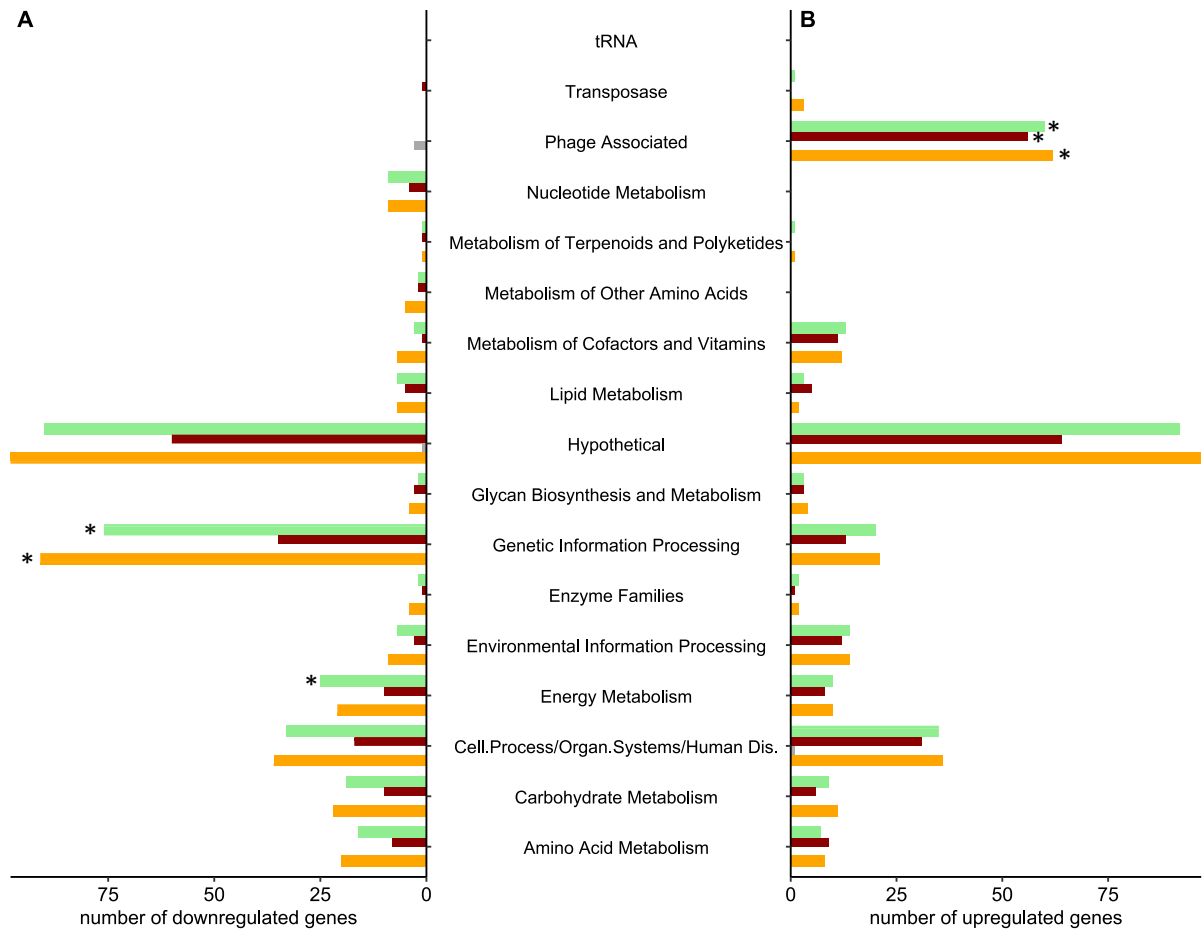 A
B
tRNA
Transposase
*
*
Phage Associated
*
Nucleotide Metabolism
Metabolism of Terpenoids and Polyketides
Metabolism of Other Amino Acids
Metabolism of Cofactors and Vitamins
Lipid Metabolism
Hypothetical
Glycan Biosynthesis and Metabolism
*
Genetic Information Processing
*
Enzyme Families
Environmental Information Processing
*
Energy Metabolism
Cell.Process/Organ.Systems/Human Dis.
Carbohydrate Metabolism
Amino Acid Metabolism
75 50 25 0
number of downregulated genes
0 25 50 75
number of upregulated genes